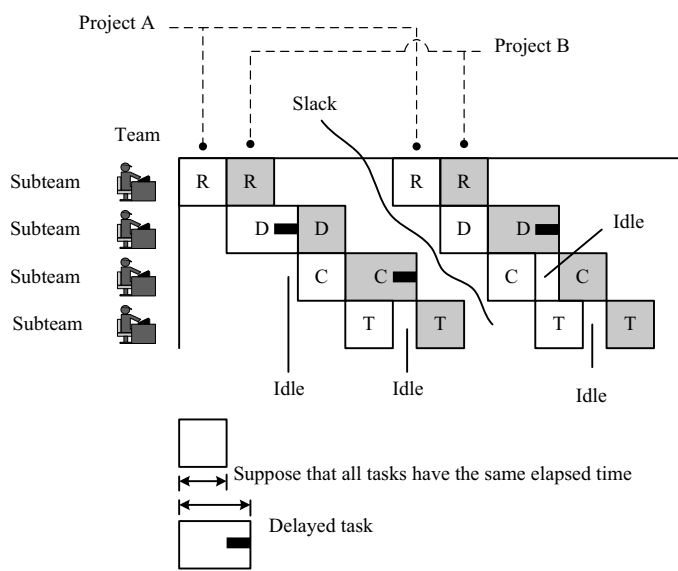 Project A
Project B
Slack
Team
Subteam R R R R
Subteam D D D D Idle
Subteam C C C C
Subteam T T T T
Idle Idle Idle
Suppose that all tasks have the same elapsed time
Delayed task